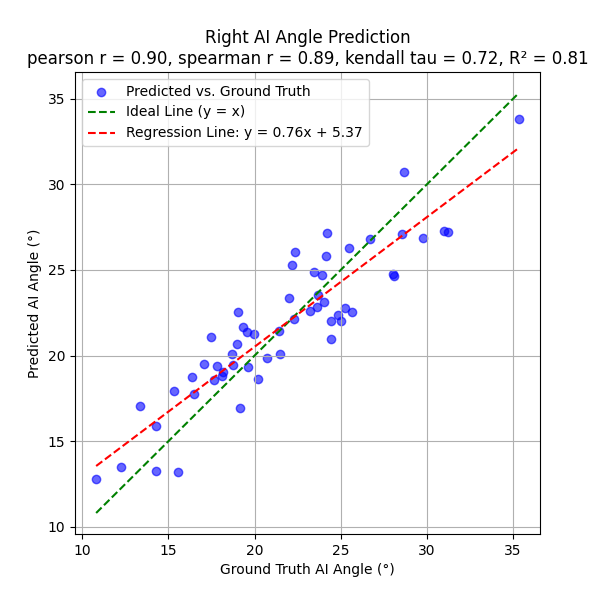 Right AI Angle Prediction
pearson r = 0.90, spearman r = 0.89, kendall tau = 0.72, R² = 0.81
Predicted vs. Ground Truth
Ideal Line (y = x)
Regression Line: y = 0.76x + 5.37
Predicted AI Angle (°)
35
30
25
20
15
10
10 15 20 25 30 35
Ground Truth AI Angle (°)